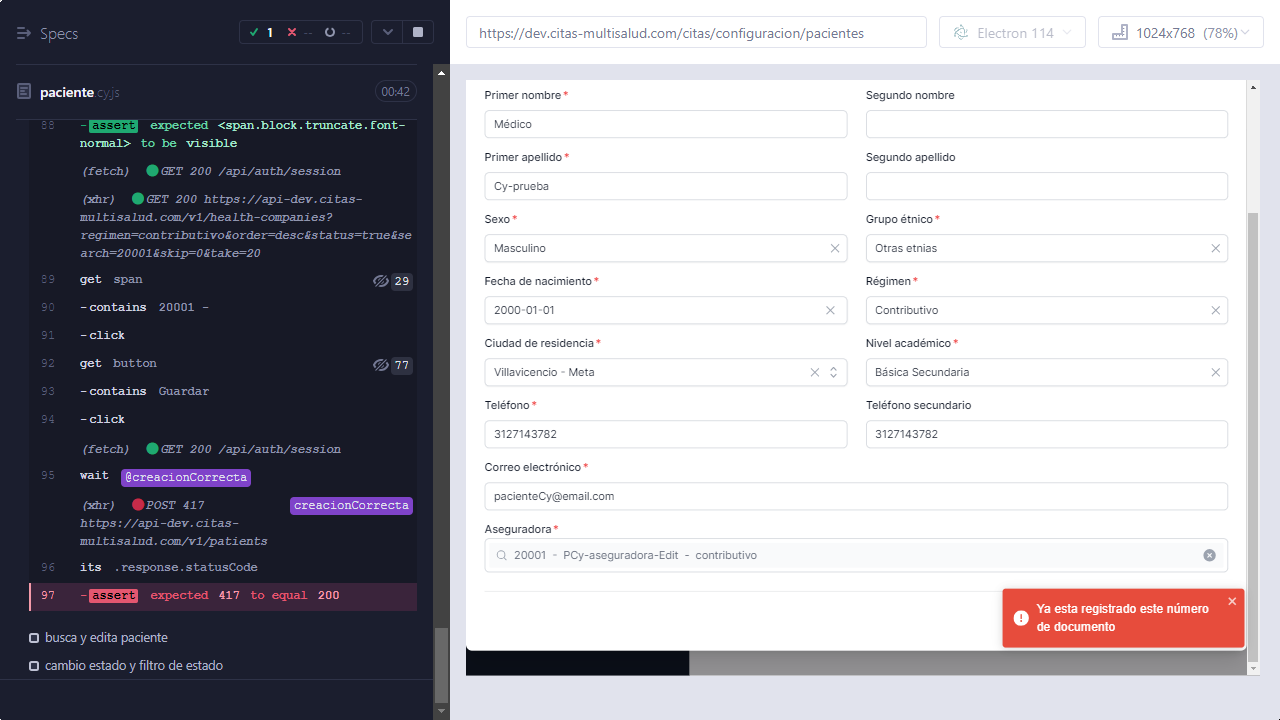 Specs
1
--
--
paciente.cy.js
00:42
88
-assert expected <span.block.truncate.font-
normal> to be visible
(fetch) GET 200 /api/auth/session
(xhr) GET 200 https://api-dev.citas-
multisalud.com/v1/health-companies?
regimen=contributivo&order=desc&status=true&se
arch=20001&skip=0&take=20
89 get span 29
90 -contains 20001 -
91 -click
92 get button 77
93 -contains Guardar
94 -click
(fetch) GET 200 /api/auth/session
95 wait @creacionCorrecta
(xhr) POST 417 creacionCorrecta
https://api-dev.citas-
multisalud.com/v1/patients
96 its .response.statusCode
97 -assert expected 417 to equal 200
busca y edita paciente
cambio estado y filtro de estado
https://dev.citas-multisalud.com/citas/configuracion/pacientes
Electron 114
1024x768 (78%)
Primer nombre* Segundo nombre
Médico
Primer apellido* Segundo apellido
Cy-prueba
Sexo* Grupo étnico*
Masculino Otras etnias
Fecha de nacimiento* Régimen*
2000-01-01 Contributivo
Ciudad de residencia* Nivel académico*
Villavicencio - Meta Básica Secundaria
Teléfono* Teléfono secundario
3127143782 3127143782
Correo electrónico*
pacienteCy@email.com
Aseguradora*
20001 - PCy-aseguradora-Edit - contributivo
Ya esta registrado este número
de documento